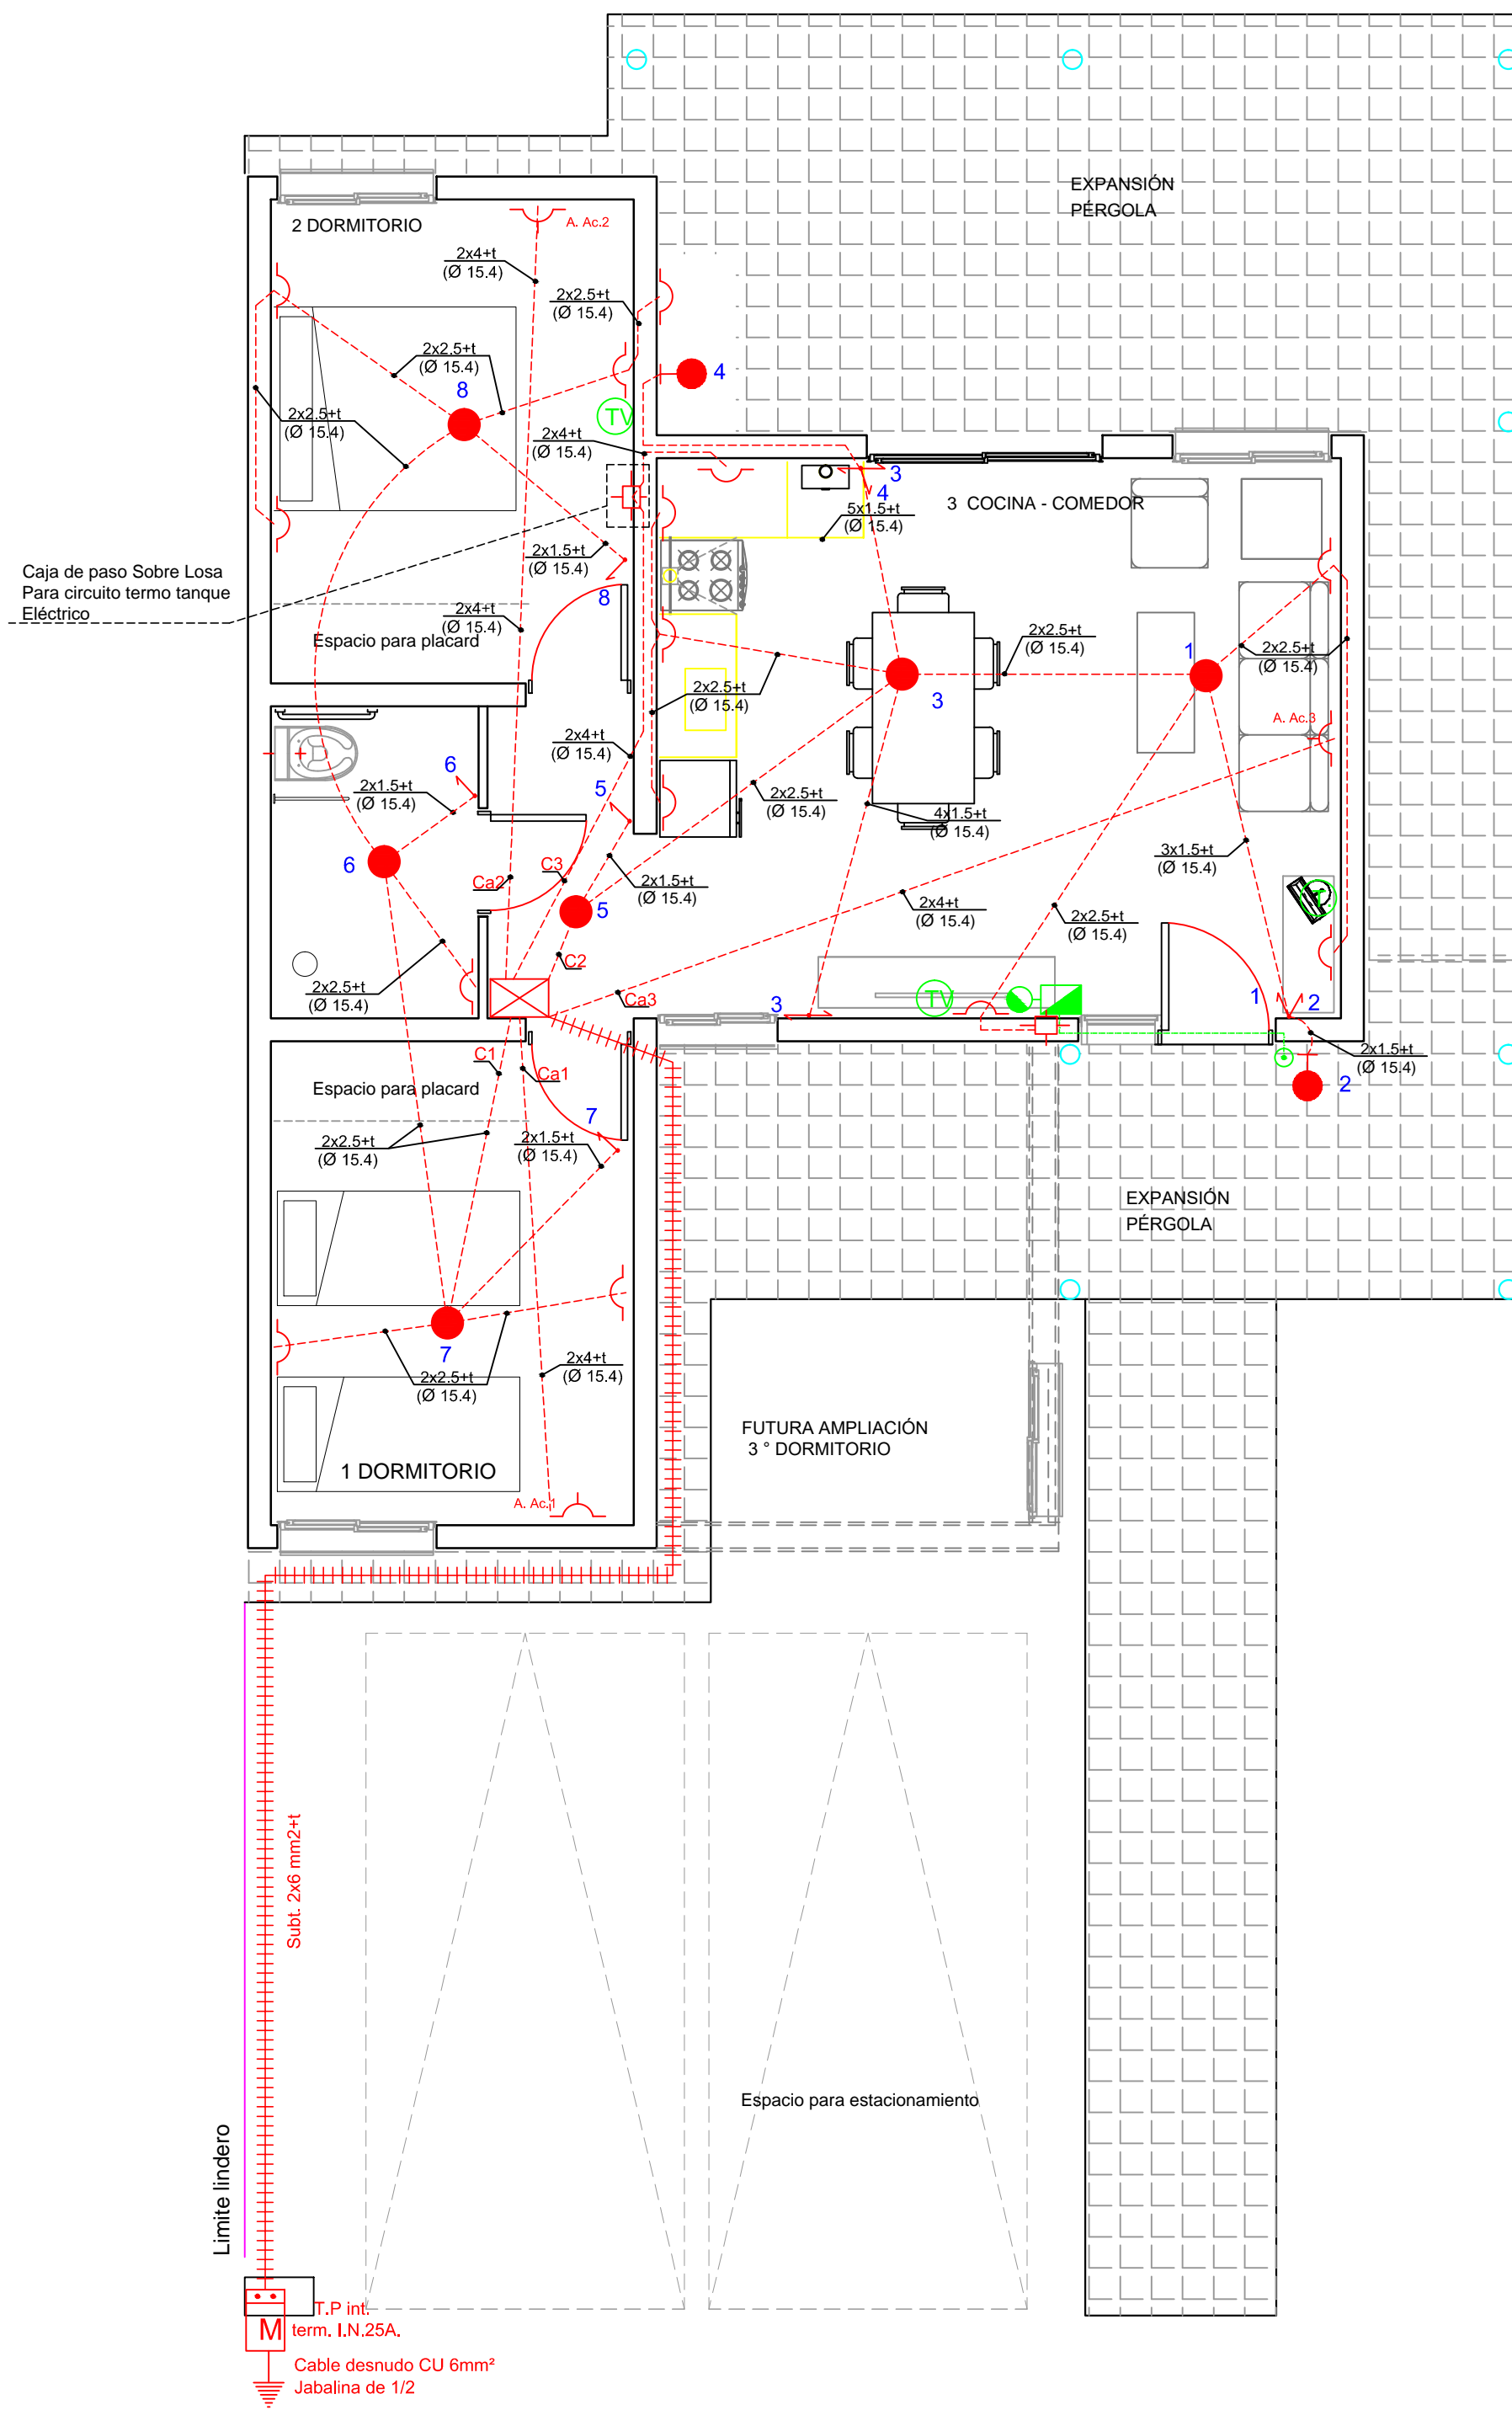 EXPANSIÓN
PÉRGOLA
2 DORMITORIO
A. Ac.2
2x4+t
(Ø 15.4)
2x2.5+t
(Ø 15.4)
2x2.5+t
(Ø 15.4)
4
8
2x2.5+t
(Ø 15.4)
TV
2x4+t
(Ø 15.4)
3
4
3 COCINA - COMEDOR
5x1.5+t
(Ø 15.4)
2x1.5+t
(Ø 15.4)
Caja de paso Sobre Losa
Para circuito termo tanque
Eléctrico
8
2x4+t
(Ø 15.4)
Espacio para placard
2x2.5+t
(Ø 15.4)
1
2x2.5+t
(Ø 15.4)
2x2.5+t
(Ø 15.4)
3
A. Ac.3
2x4+t
(Ø 15.4)
6
5
2x1.5+t
(Ø 15.4)
2x2.5+t
(Ø 15.4)
4x1.5+t
(Ø 15.4)
3x1.5+t
(Ø 15.4)
6
C3
Ca2
2x1.5+t
(Ø 15.4)
5
2x4+t
(Ø 15.4)
2x2.5+t
(Ø 15.4)
T.
C2
2x2.5+t
(Ø 15.4)
Ca3
TV
3
1
2
C1
Ca1
2x1.5+t
(Ø 15.4)
2
Espacio para placard
7
2x2.5+t
(Ø 15.4)
2x1.5+t
(Ø 15.4)
EXPANSIÓN
PÉRGOLA
7
2x2.5+t
(Ø 15.4)
2x4+t
(Ø 15.4)
FUTURA AMPLIACIÓN
3 ° DORMITORIO
1 DORMITORIO
A. Ac.1
Subt. 2x6 mm2+t
Espacio para estacionamiento
Limite lindero
T.P int.
term. I.N.25A.
M
Cable desnudo CU 6mm²
Jabalina de 1/2